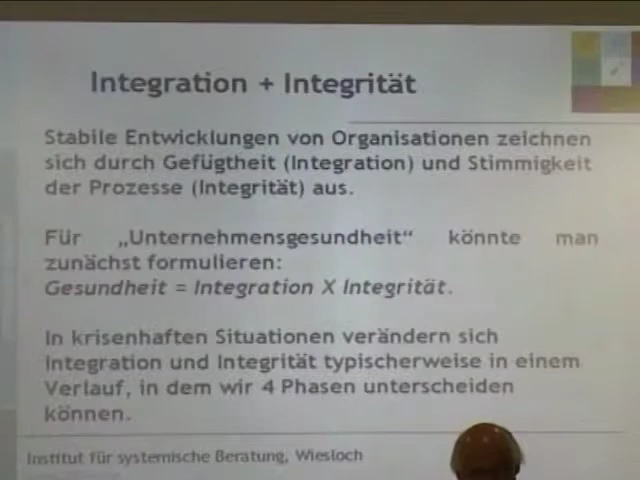 Integration + Integrität
Stabile Entwicklungen von Organisationen zeichnen
sich durch Gefügtheit (Integration) und Stimmigkeit
der Prozesse (Integrität) aus.
Für „Unternehmensgesundheit“ könnte man
zunächst formulieren:
Gesundheit = Integration X Integrität.
In krisenhaften Situationen verändern sich
Integration und Integrität typischerweise in einem
Verlauf, in dem wir 4 Phasen unterscheiden
können.
Institut für systemische Beratung, Wiesloch